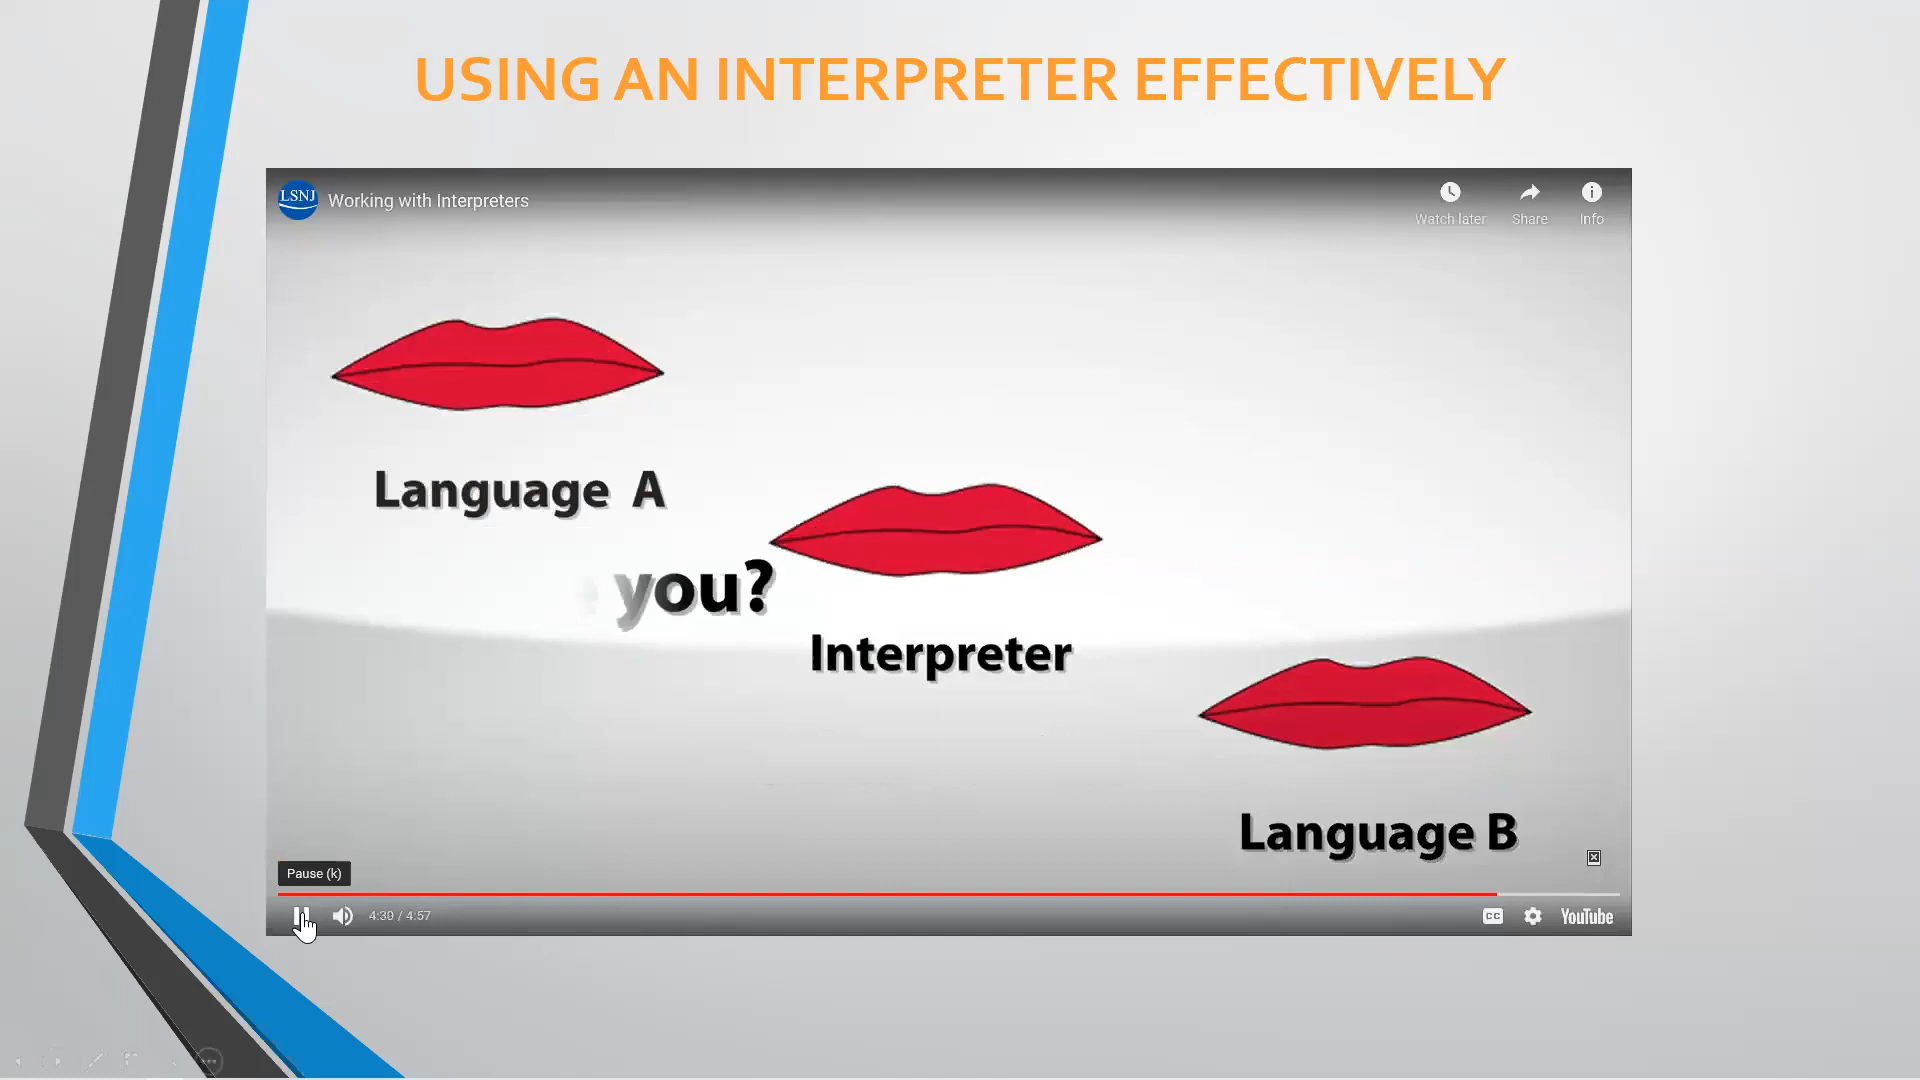 USING AN INTERPRETER EFFECTIVELY
LSNJ Working with Interpreters
Watch later Share Info
Language A
you?
Interpreter
Language B
Pause (k)
4:30 / 4:57
CC YouTube